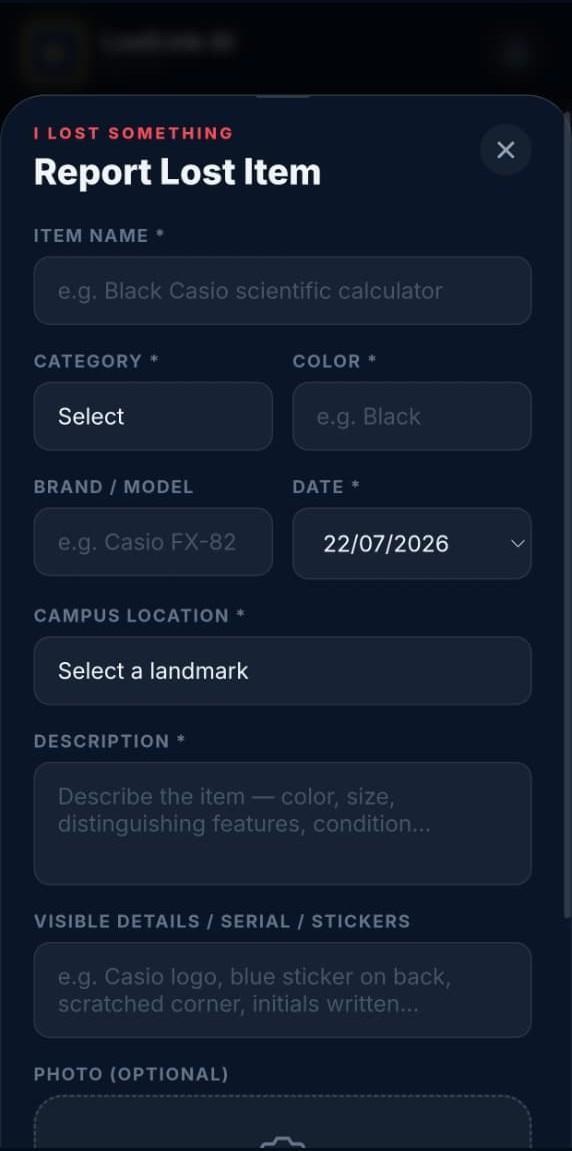 I LOST SOMETHING
Report Lost Item
ITEM NAME *
e.g. Black Casio scientific calculator
CATEGORY *
COLOR *
Select
e.g. Black
BRAND / MODEL
DATE *
e.g. Casio FX-82
22/07/2026
CAMPUS LOCATION *
Select a landmark
DESCRIPTION *
Describe the item — color, size,
distinguishing features, condition...
VISIBLE DETAILS / SERIAL / STICKERS
e.g. Casio logo, blue sticker on back,
scratched corner, initials written...
PHOTO (OPTIONAL)